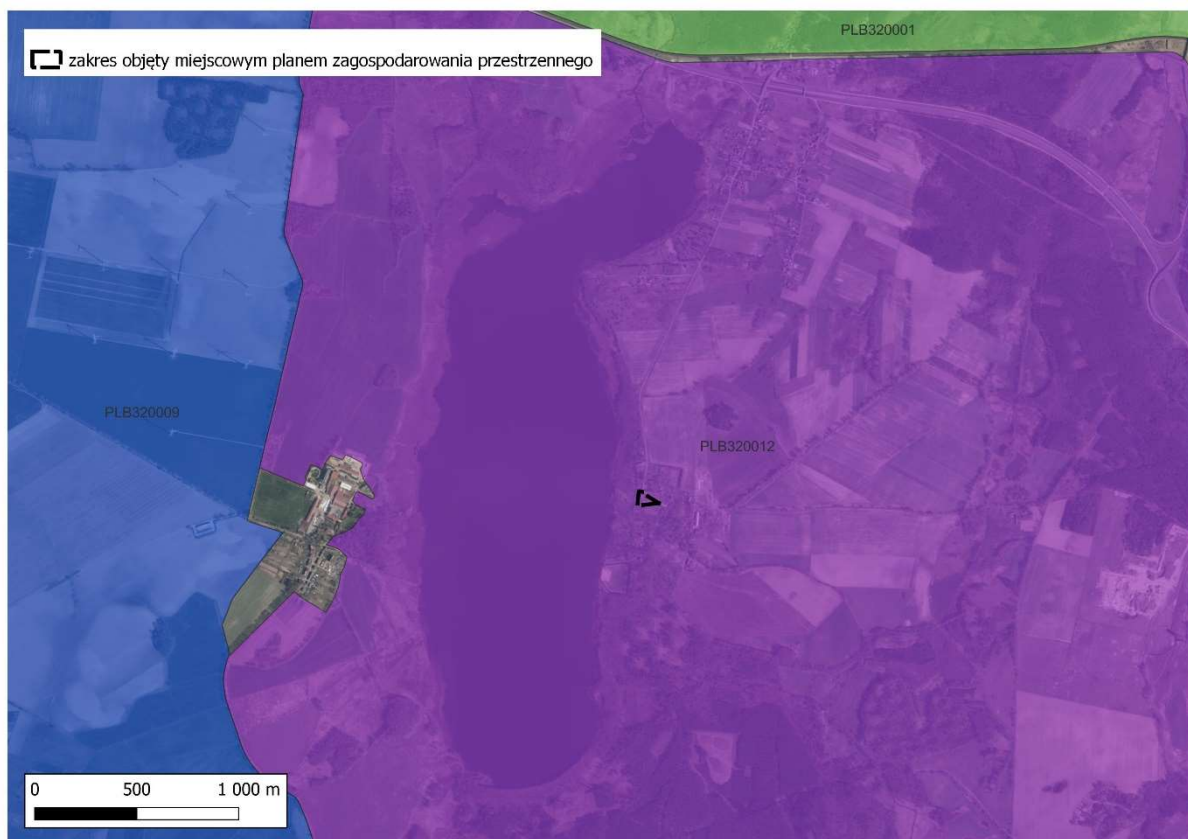 PLB320001
zakres objęty miejscowym planem zagospodarowania przestrzennego
PLB320009
PLB320012
0 500 1 000 m